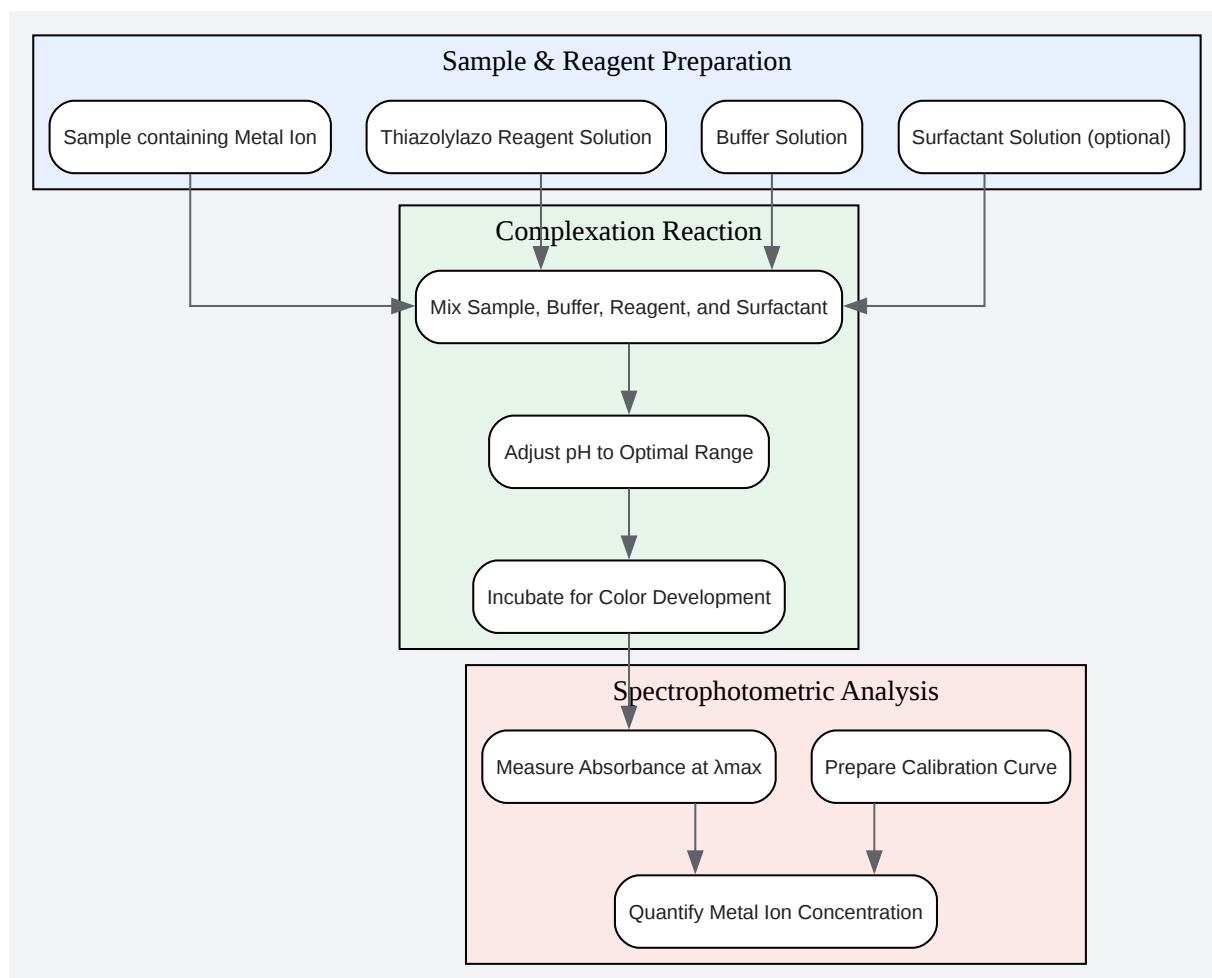 Sample & Reagent Preparation
Sample containing Metal Ion
Thiazolylazo Reagent Solution
Buffer Solution
Surfactant Solution (optional)
Complexation Reaction
Mix Sample, Buffer, Reagent, and Surfactant
Adjust pH to Optimal Range
Incubate for Color Development
Spectrophotometric Analysis
Measure Absorbance at λmax
Prepare Calibration Curve
Quantify Metal Ion Concentration